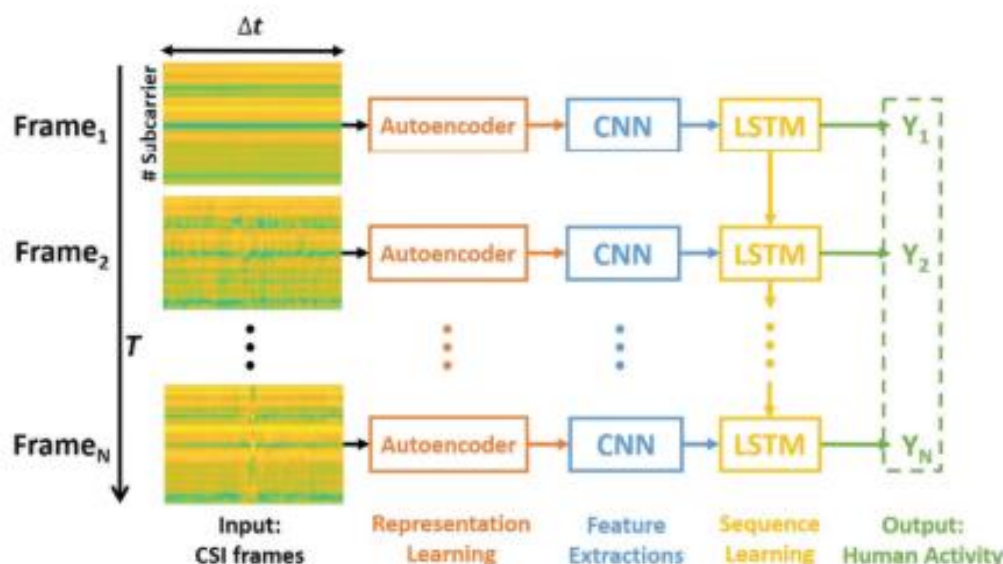 Δt
# Subcarrier
Frame1 Autoencoder CNN LSTM Y1
Frame2 Autoencoder CNN LSTM Y2
T
FrameN Autoencoder CNN LSTM YN
Input: Representation Feature Sequence Output:
CSI frames Learning Extractions Learning Human Activity